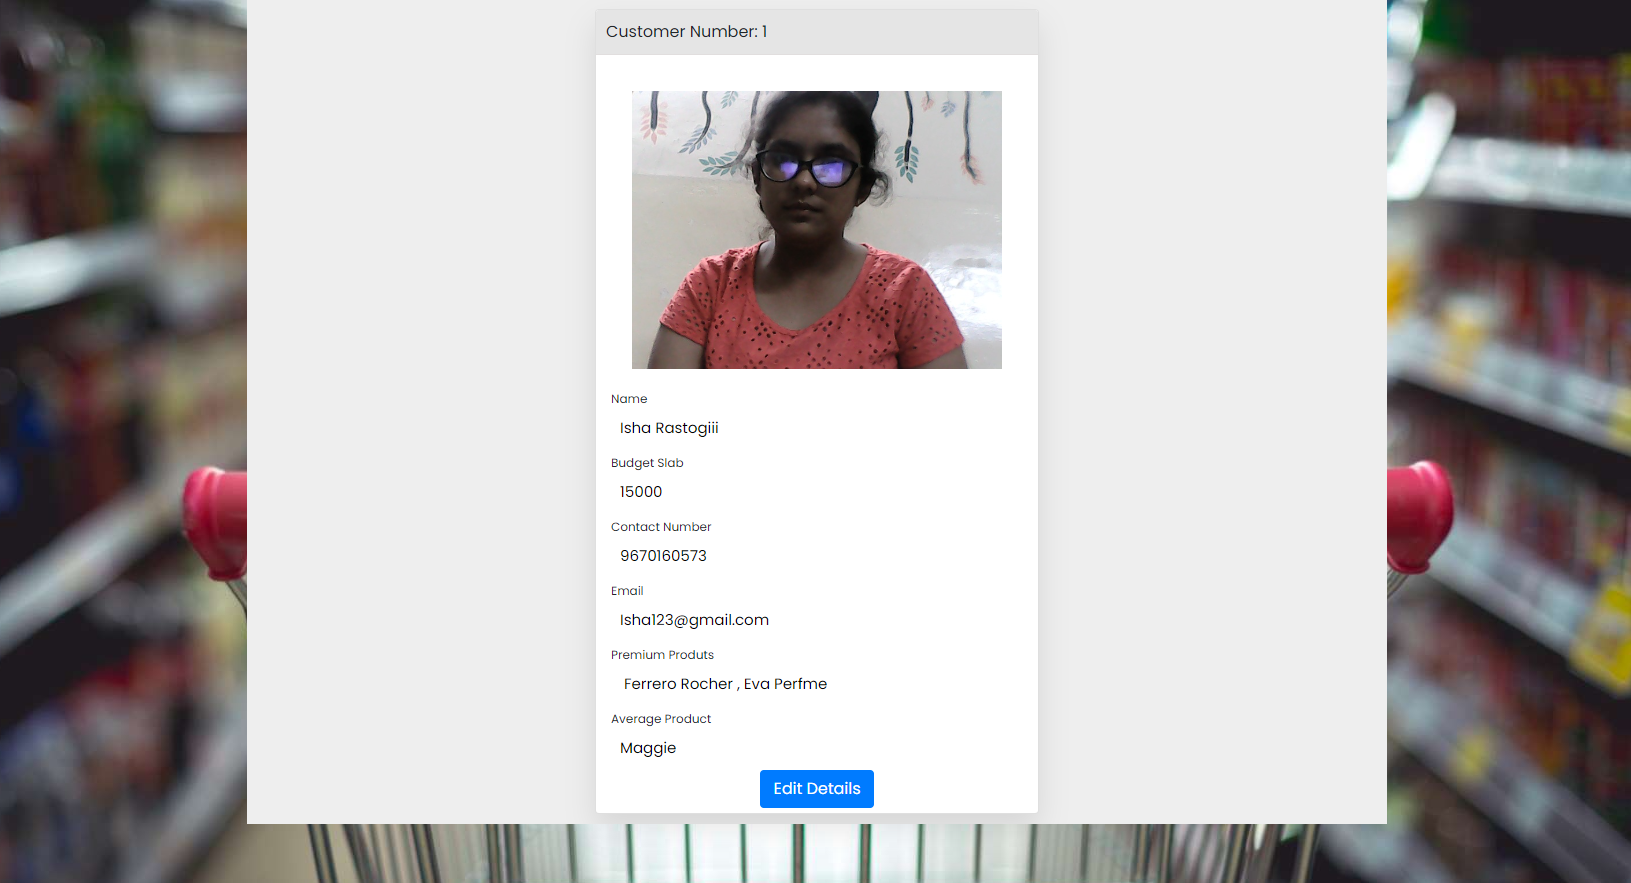 Customer Number: 1
Name
Isha Rastogiii
Budget Slab
15000
Contact Number
9670160573
Email
Isha123@gmail.com
Premium Produts
Ferrero Rocher , Eva Perfme
Average Product
Maggie
Edit Details